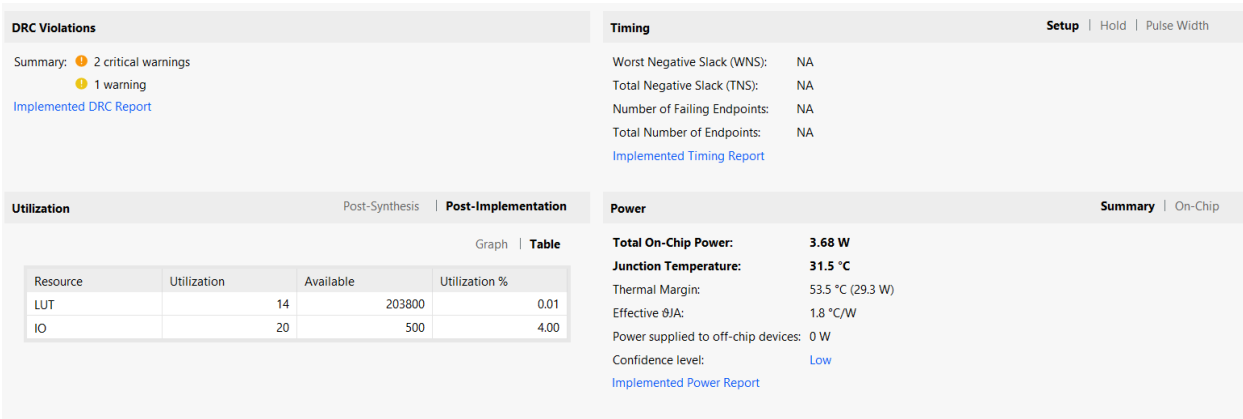 DRC Violations
Summary: 2 critical warnings
1 warning
Implemented DRC Report
Timing
Setup | Hold | Pulse Width
Worst Negative Slack (WNS): NA
Total Negative Slack (TNS): NA
Number of Failing Endpoints: NA
Total Number of Endpoints: NA
Implemented Timing Report
Utilization
Post-Synthesis | Post-Implementation
Graph | Table
Resource Utilization Available Utilization %
LUT 14 203800 0.01
IO 20 500 4.00
Power
Summary | On-Chip
Total On-Chip Power: 3.68 W
Junction Temperature: 31.5 °C
Thermal Margin: 53.5 °C (29.3 W)
Effective ϑJA: 1.8 °C/W
Power supplied to off-chip devices: 0 W
Confidence level: Low
Implemented Power Report